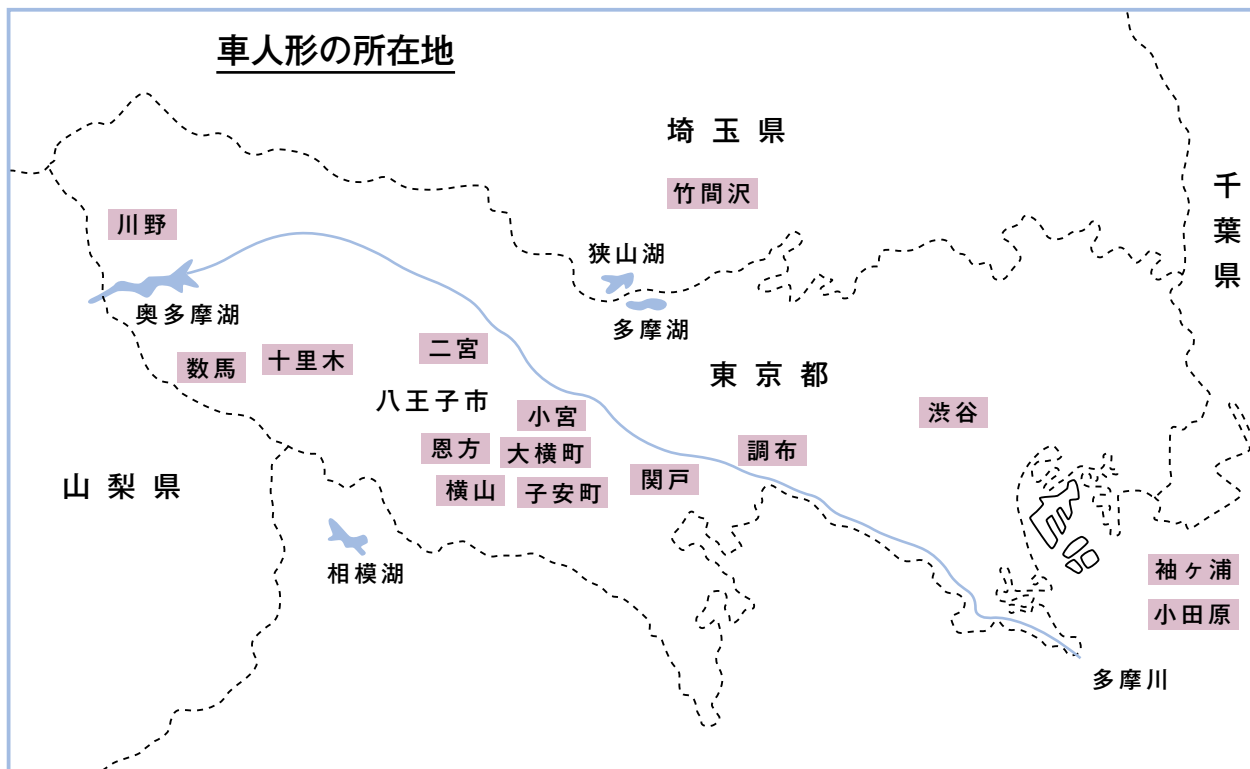 車人形の所在地
埼玉県
千葉県
竹間沢
川野
狭山湖
奥多摩湖
多摩湖
二宮
十里木
数馬
東京都
八王子市
小宮
渋谷
恩方
大横町
調布
山梨県
横山
子安町
関戸
相模湖
袖ヶ浦
小田原
多摩川